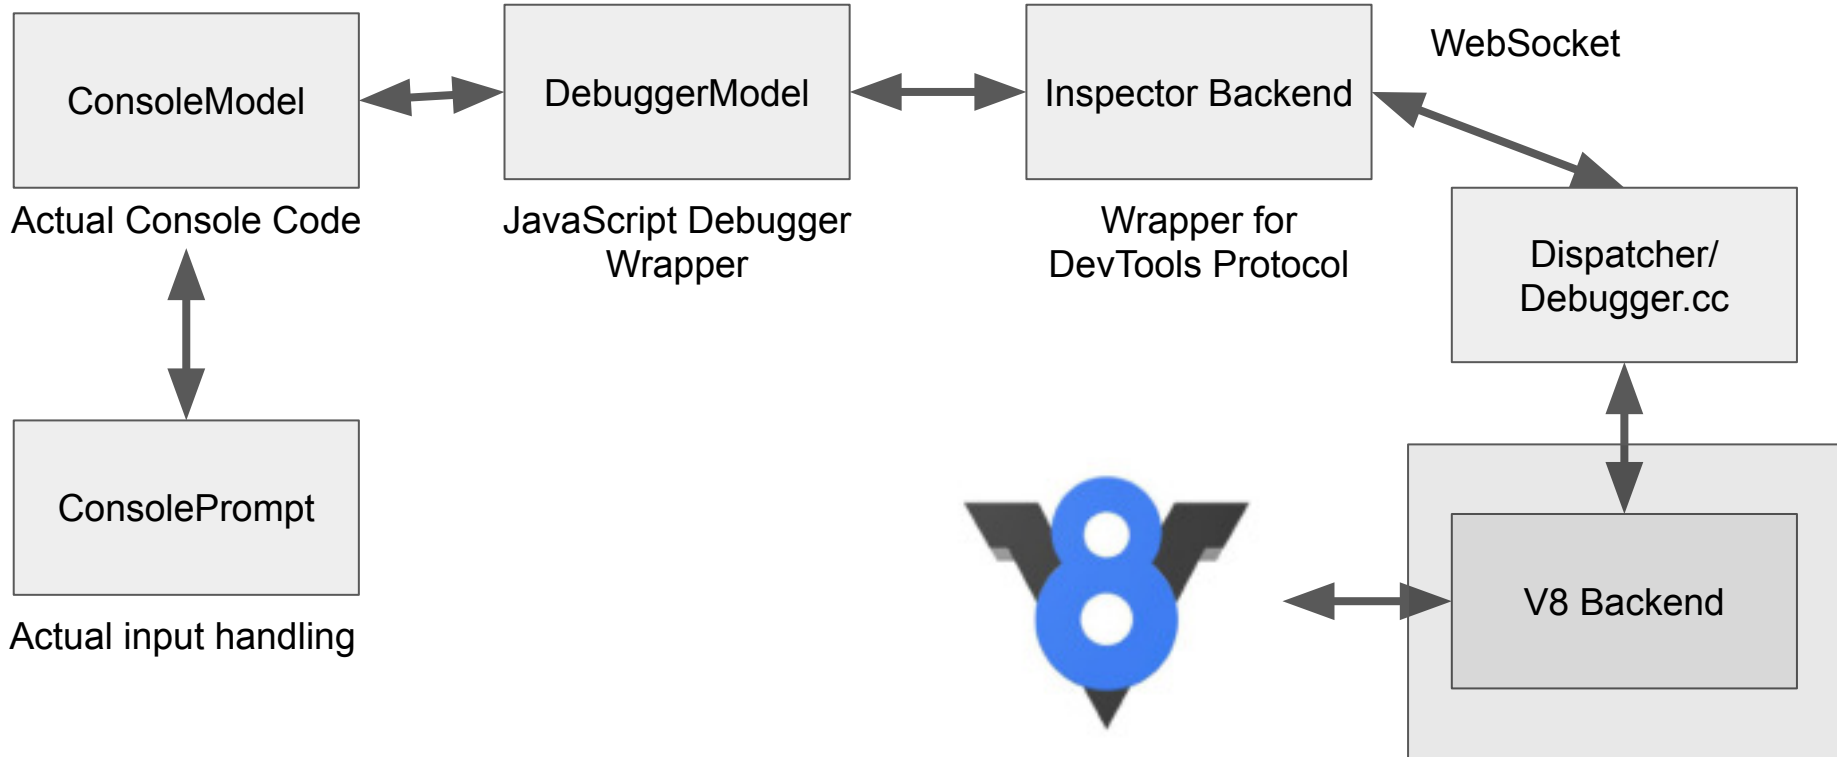 ConsoleModel
Actual Console Code
DebuggerModel
JavaScript Debugger
Wrapper
Inspector Backend
Wrapper for
DevTools Protocol
WebSocket
Dispatcher/
Debugger.cc
ConsolePrompt
Actual input handling
V8
V8 Backend